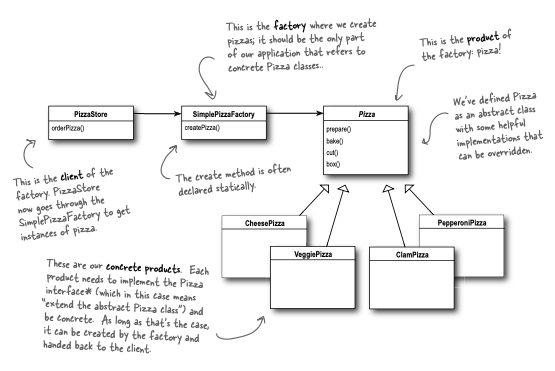 This is the factory where we create
pizzas; it should be the only part
of our application that refers to
concrete Pizza classes..
This is the product of
the factory: pizza!
PizzaStore
orderPizza()
SimplePizzaFactory
createPizza()
Pizza
prepare()
bake()
cut()
box()
We've defined Pizza
as an abstract class
with some helpful
implementations that
can be overridden.
This is the client of the
factory. PizzaStore
now goes through the
SimplePizzaFactory to get
instances of pizza.
The create method is often
declared statically.
CheesePizza
VeggiePizza
ClamPizza
PepperoniPizza
These are our concrete products. Each
product needs to implement the Pizza
interface* (which in this case means
"extend the abstract Pizza class") and
be concrete. As long as that's the case,
it can be created by the factory and
handed back to the client.